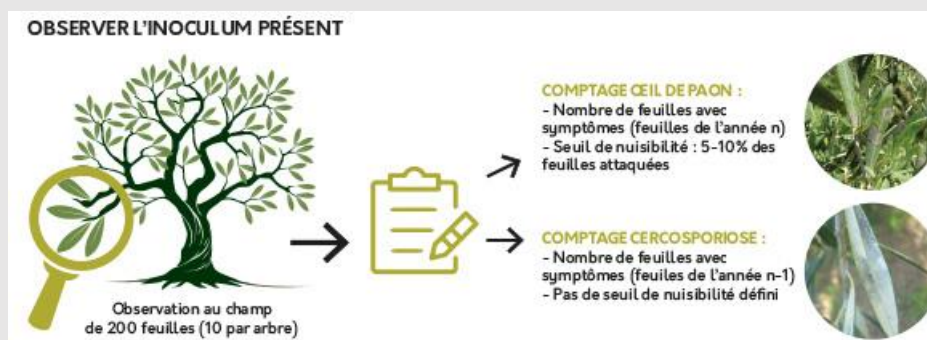 OBSERVER L'INOCULUM PRÉSENT
Observation au champ
de 200 feuilles (10 par arbre)
COMPTAGE ŒIL DE PAON :
- Nombre de feuilles avec
symptômes (feuilles de l'année n)
- Seuil de nuisibilité : 5-10% des
feuilles attaquées
COMPTAGE CERCOSPORIOSE :
- Nombre de feuilles avec
symptômes (feuiles de l'année n-1)
- Pas de seuil de nuisibilité défini